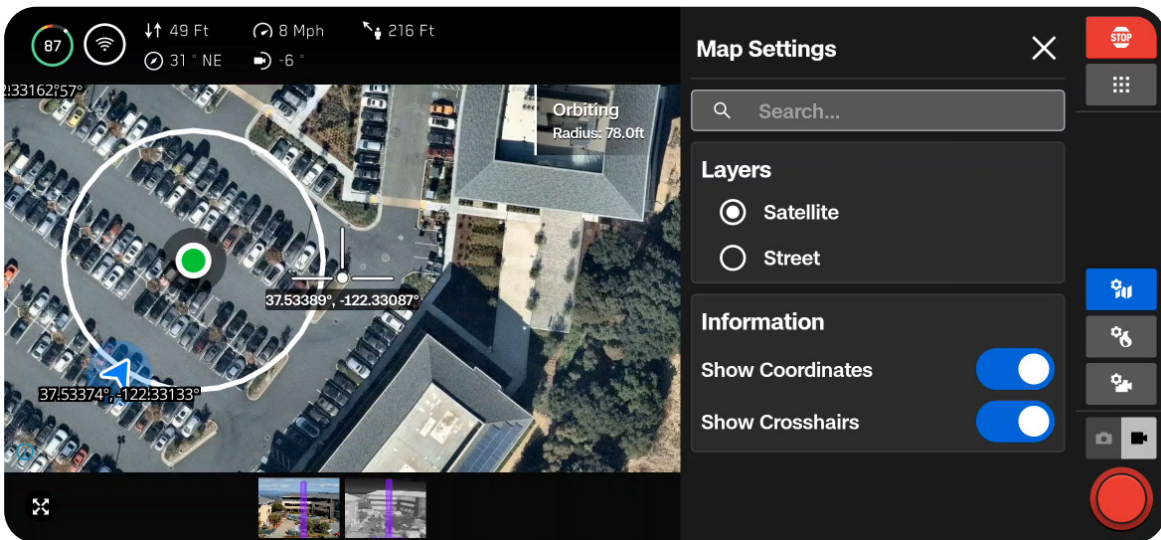 87
49 Ft
8 Mph
216 Ft
31 ° NE
-6 °
Map Settings
STOP
Search...
Orbiting
Radius: 78.0ft
Layers
Satellite
Street
37.53389°, -122.33087°
Information
Show Coordinates
37.53374°, -122.33133°
Show Crosshairs